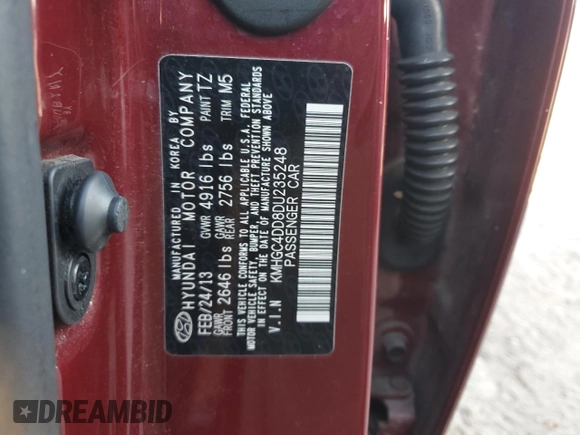 MANUFACTURED IN KOREA BY
HYUNDAI MOTOR COMPANY
FEB/24/13 GVWR 4916 lbs PAINT TZ
GAWR FRONT 2646 lbs GAWR REAR 2756 lbs TRIM M5
THIS VEHICLE CONFORMS TO ALL APPLICABLE U.S.A. FEDERAL
MOTOR VEHICLE SAFETY, BUMPER, AND THEFT PREVENTION STANDARDS
IN EFFECT ON THE DATE OF MANUFACTURE SHOWN ABOVE
V.I.N KMHGC4DD8DU235248
PASSENGER CAR
DREAMBID